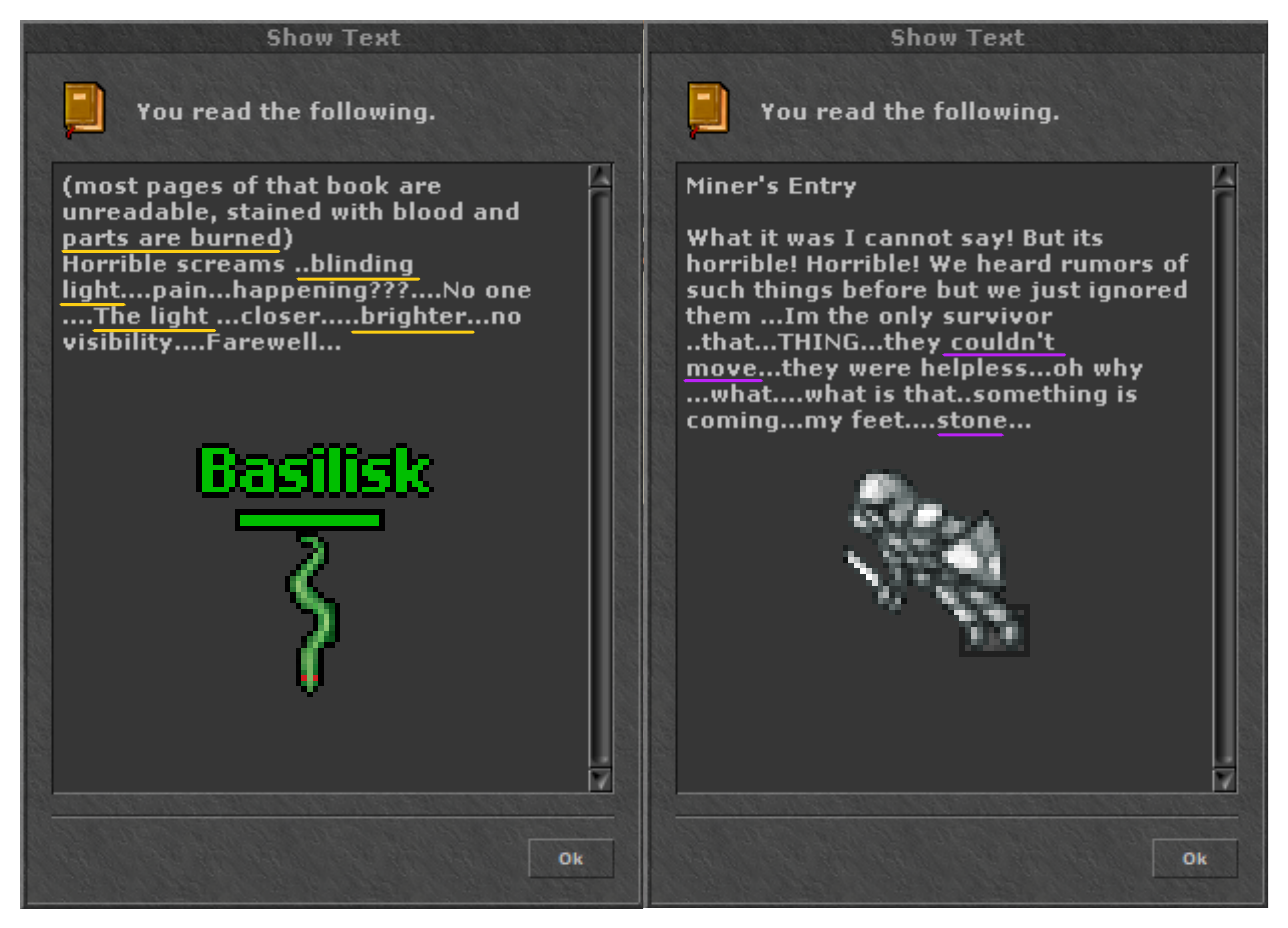 Show Text
You read the following.
(most pages of that book are
unreadable, stained with blood and
parts are burned)
Horrible screams ..blinding
light....pain...happening???....No one
....The light ...closer.....brighter...no
visibility....Farewell...
Basilisk
Ok
Show Text
You read the following.
Miner's Entry
What it was I cannot say! But its
horrible! Horrible! We heard rumors of
such things before but we just ignored
them ...Im the only survivor
..that...THING...they couldn't
move...they were helpless...oh why
...what....what is that..something is
coming...my feet....stone...
Ok